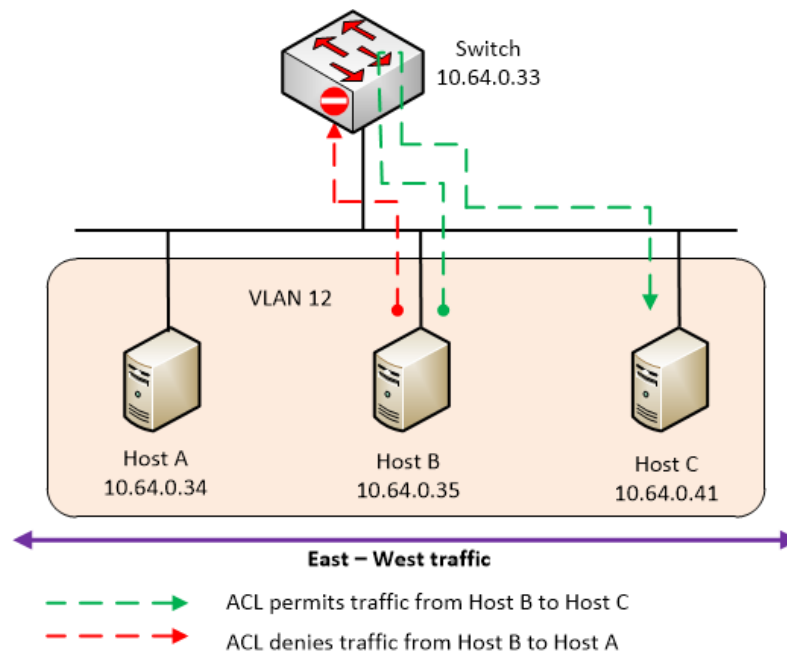 Switch
10.64.0.33
VLAN 12
Host A
10.64.0.34
Host B
10.64.0.35
Host C
10.64.0.41
East – West traffic
ACL permits traffic from Host B to Host C
ACL denies traffic from Host B to Host A